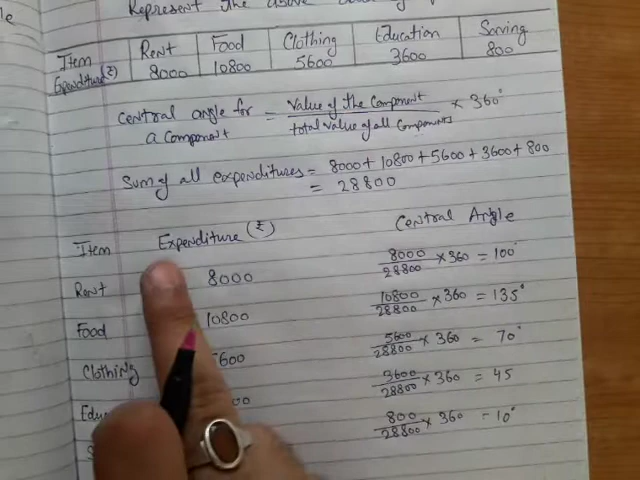 Represent the above
Item Rent Food Clothing Education Saving
Expenditure(₹) 8000 10800 5600 3600 800
Central angle for a component = Value of the Component / total value of all Components × 360°
Sum of all expenditures = 8000 + 10800 + 5600 + 3600 + 800
= 28800
Item Expenditure (₹) Central Angle
Rent 8000 8000/28800 × 360 = 100°
Food 10800 10800/28800 × 360 = 135°
Clothing 5600 5600/28800 × 360 = 70°
3600/28800 × 360 = 45
800/28800 × 360 = 10°